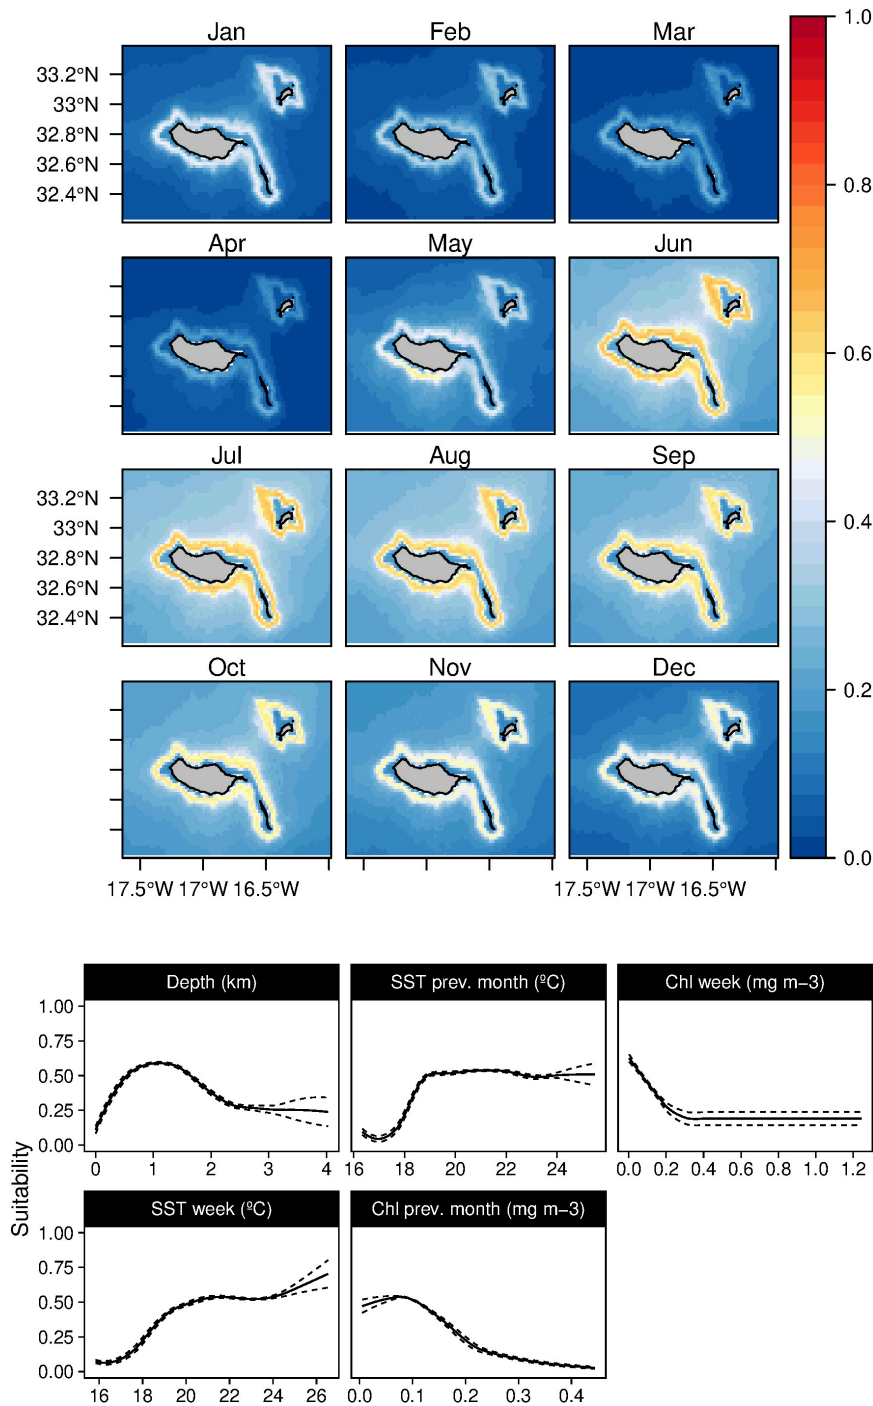 Jan Feb Mar
1.0
33.2°N
33°N
32.8°N
32.6°N
32.4°N
0.8
Apr May Jun
0.6
Jul Aug Sep
33.2°N
33°N
32.8°N
32.6°N
32.4°N
0.4
Oct Nov Dec
0.2
0.0
17.5°W 17°W 16.5°W 17.5°W 17°W 16.5°W
Depth (km) SST prev. month (ºC) Chl week (mg m−3)
1.00
0.75
0.50
0.25
0.00
0 1 2 3 4 16 18 20 22 24 0.0 0.2 0.4 0.6 0.8 1.0 1.2
Suitability
SST week (ºC) Chl prev. month (mg m−3)
1.00
0.75
0.50
0.25
0.00
16 18 20 22 24 26 0.0 0.1 0.2 0.3 0.4